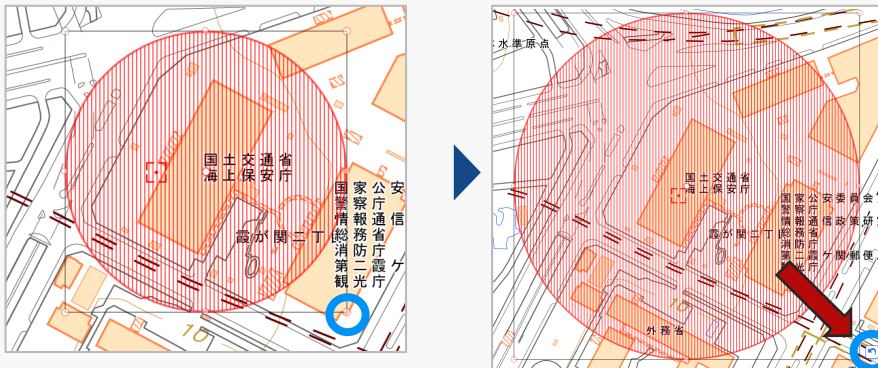 国土交通省
海上保安庁
霞が関二丁
国家公安
警察庁
情報通信
総務省
消防庁
第二霞ケ
観光庁
10
水準原点
国土交通省
海上保安庁
霞が関二丁
国家公安委員会
警察庁
情報通信政策研
総務省
消防庁
第二霞ケ関郵便
光庁
外務省
10